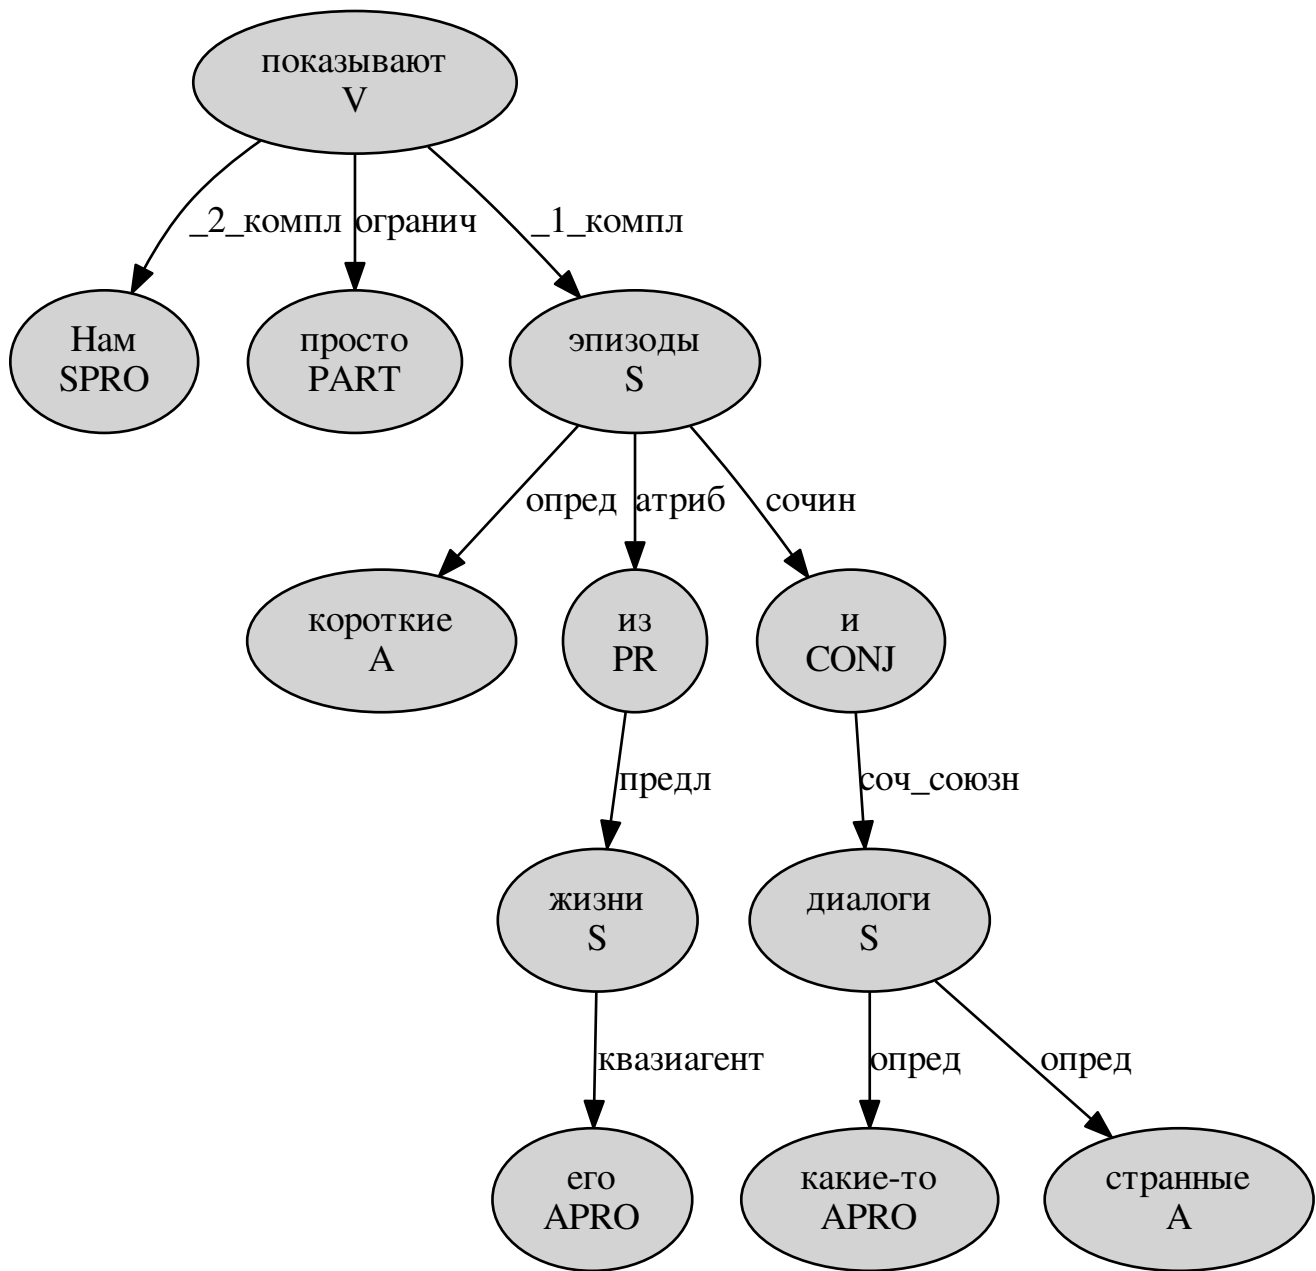 показывают
V
_2_компл
огранич
_1_компл
Нам
SPRO
просто
PART
эпизоды
S
опред
атриб
сочин
короткие
A
из
PR
и
CONJ
предл
соч_союзн
жизни
S
диалоги
S
квазиагент
опред
опред
его
APRO
какие-то
APRO
странные
A